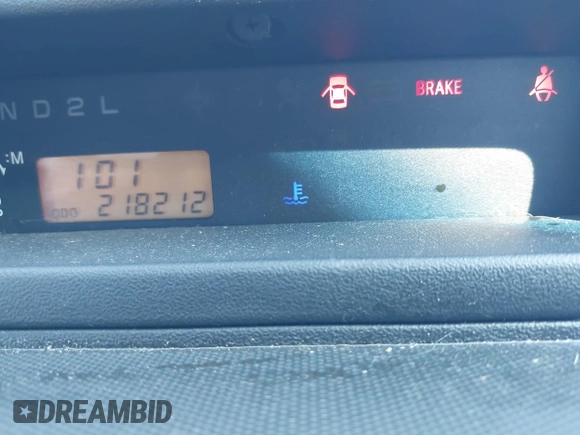 BRAKE
N D 2 L
M:
101
ODO 218212
DREAMBID